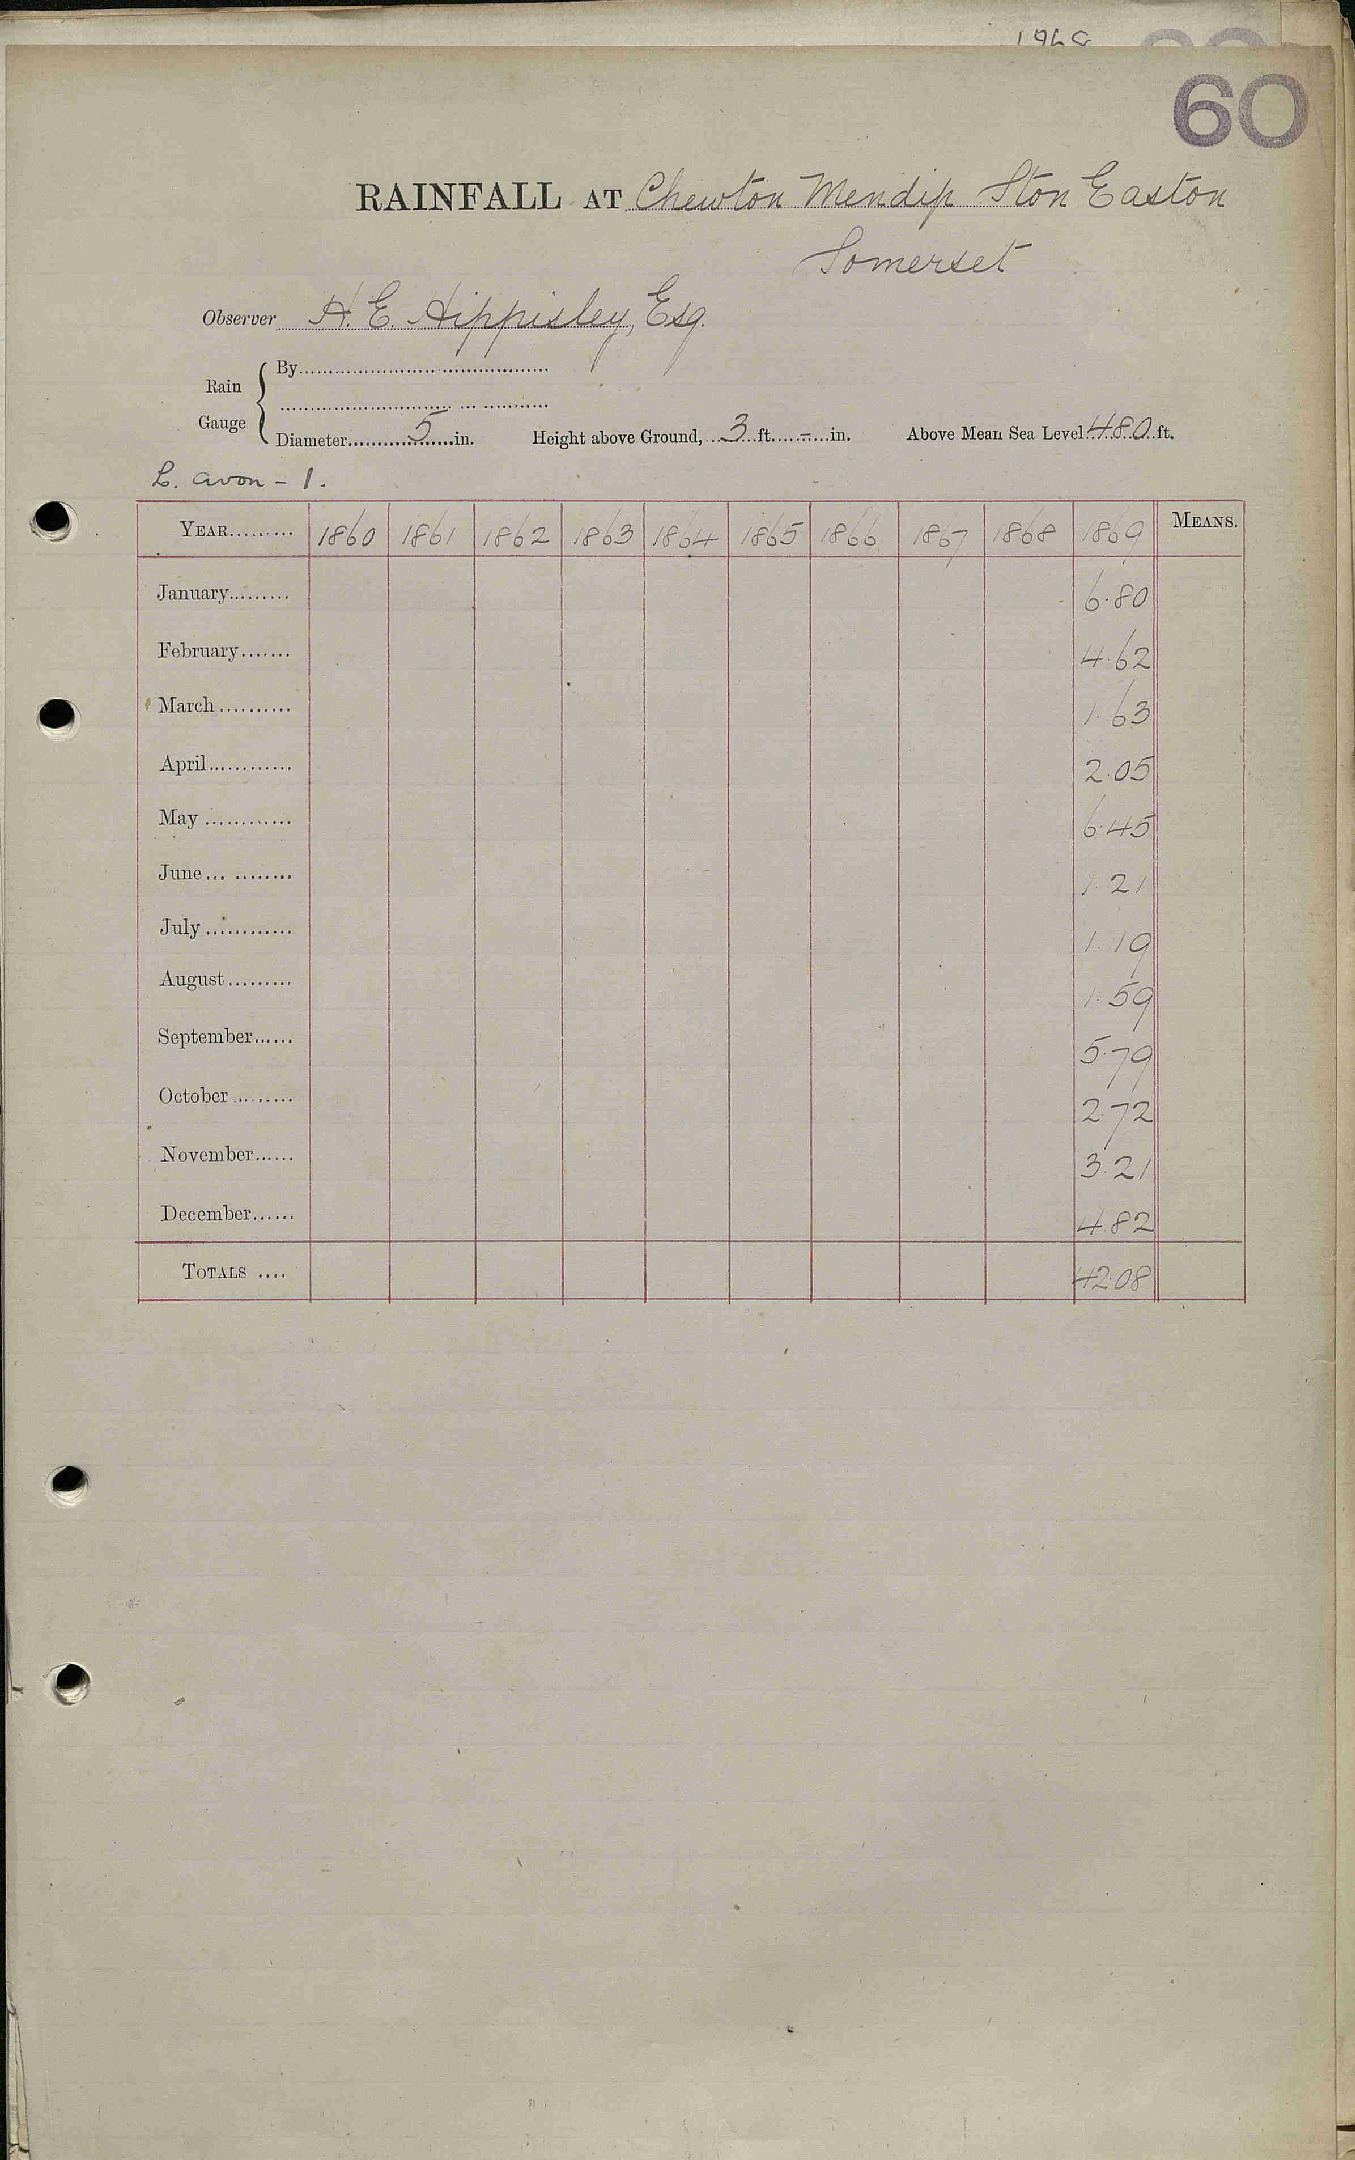 60
RAINFALL AT Chewton Mendip Ston Easton
Somerset
Observer H. E. Hippisley, Esq.
Rain Gauge
By
Diameter 5 in. Height above Ground, 3 ft. - in. Above Mean Sea Level 480 ft.
L. Avon - 1.
YEAR 1860 1861 1862 1863 1864 1865 1866 1867 1868 1869 MEANS.
January 6.80
February 4.62
March 1.63
April 2.05
May 6.45
June 1.21
July 1.19
August 1.59
September 5.79
October 2.72
November 3.21
December 4.82
TOTALS 42.08